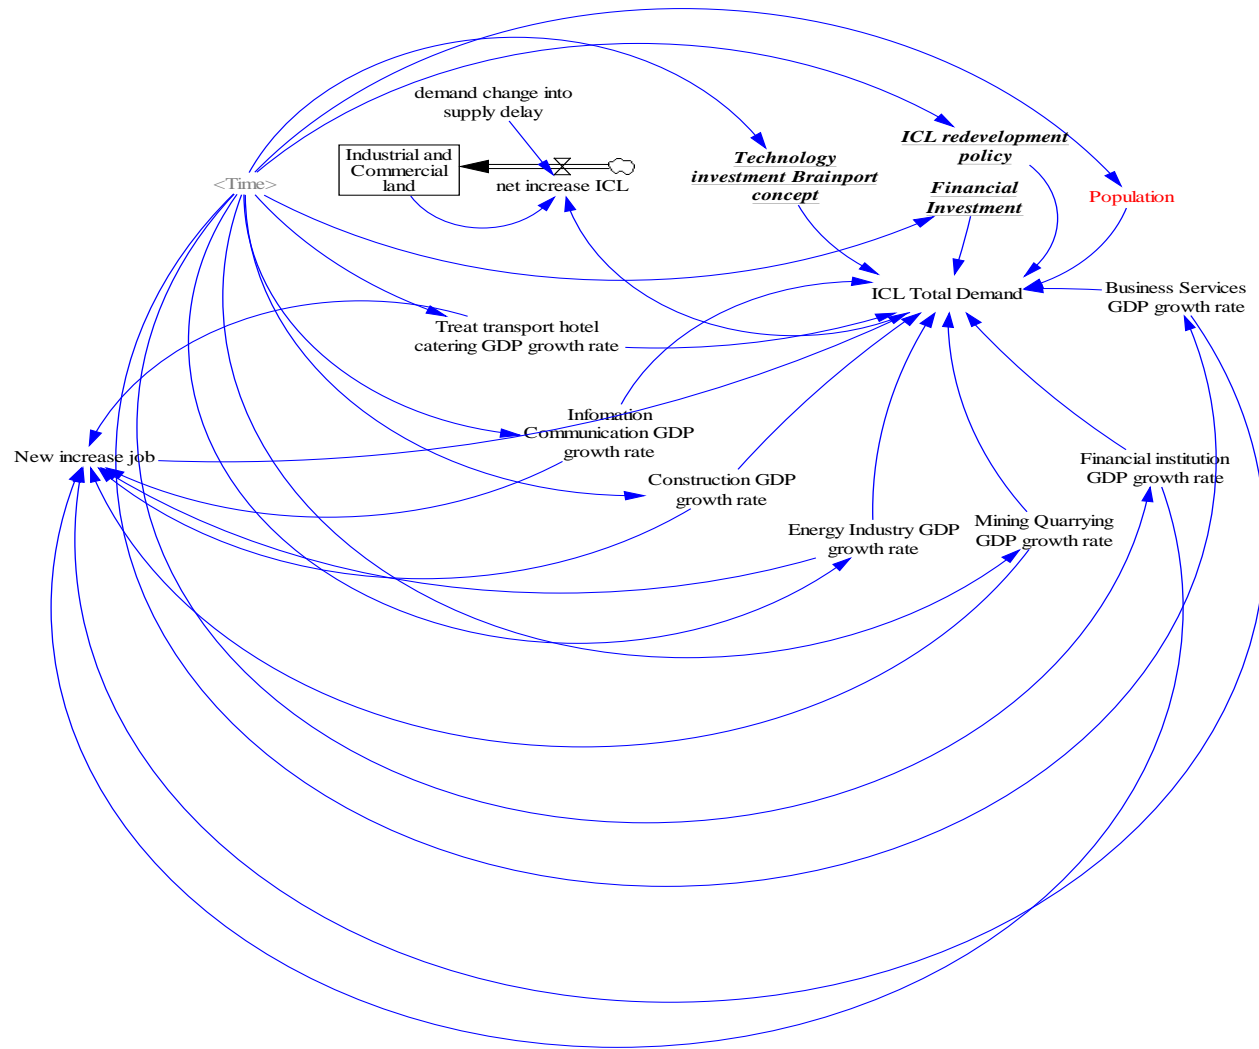 demand change into
supply delay
ICL redevelopment
policy
Industrial and
Commercial
land
Technology
investment Brainport
concept
<Time>
net increase ICL
Financial
Investment
Population
ICL Total Demand
Business Services
GDP growth rate
Treat transport hotel
catering GDP growth rate
Infomation
Communication GDP
growth rate
New increase job
Financial institution
GDP growth rate
Construction GDP
growth rate
Energy Industry GDP
growth rate
Mining Quarrying
GDP growth rate